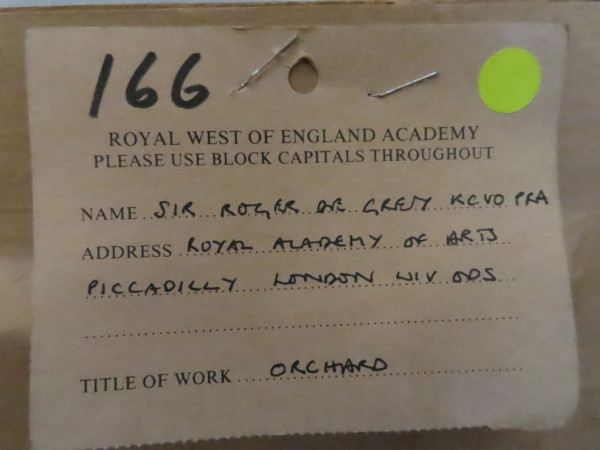 166
ROYAL WEST OF ENGLAND ACADEMY
PLEASE USE BLOCK CAPITALS THROUGHOUT
NAME SIR ROGER DE GREY KCVO PRA
ADDRESS ROYAL ACADEMY OF ARTS
PICCADILLY LONDON W1V ODS
TITLE OF WORK ORCHARD